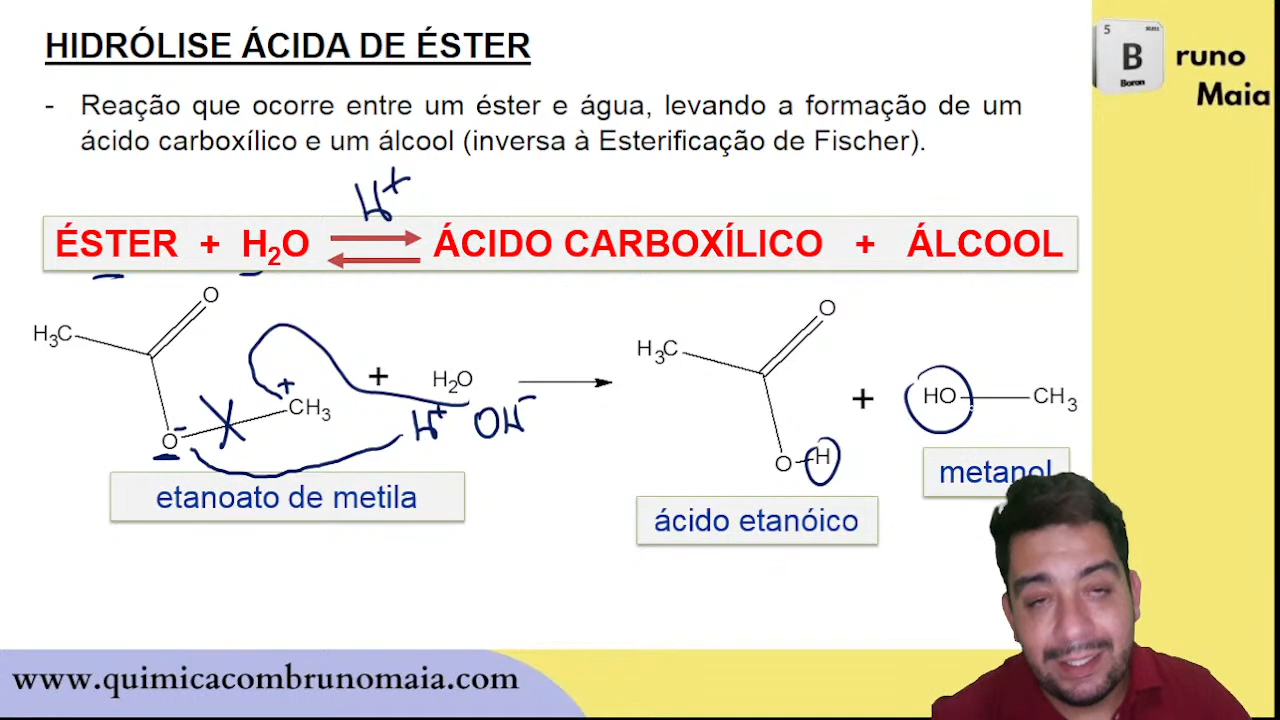 HIDRÓLISE ÁCIDA DE ÉSTER
5
B
Boron
runo
Maia
- Reação que ocorre entre um éster e água, levando a formação de um
ácido carboxílico e um álcool (inversa à Esterificação de Fischer).
H+
ÉSTER + H2O ÁCIDO CARBOXÍLICO + ÁLCOOL
O
H3C
O -
+
CH3
+
H2O
H+ OH-
O
H3C
O H
+
HO CH3
etanoato de metila
ácido etanóico
metanol
www.quimicacombrunomaia.com